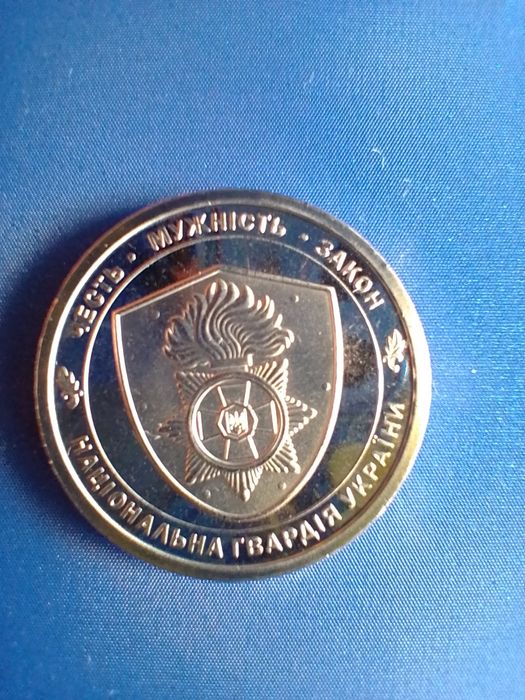 ЧЕСТЬ · МУЖНІСТЬ · ЗАКОН
НАЦІОНАЛЬНА ГВАРДІЯ УКРАЇНИ